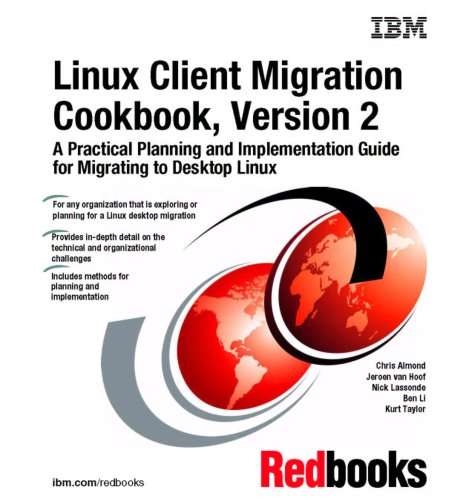 IBM
Linux Client Migration
Cookbook, Version 2
A Practical Planning and Implementation Guide
for Migrating to Desktop Linux
For any organization that is exploring or
planning for a Linux desktop migration
Provides in-depth detail on the
technical and organizational
challenges
Includes methods for
planning and
implementation
Chris Almond
Jeroen van Hoof
Nick Lassonde
Ben Li
Kurt Taylor
ibm.com/redbooks
Redbooks